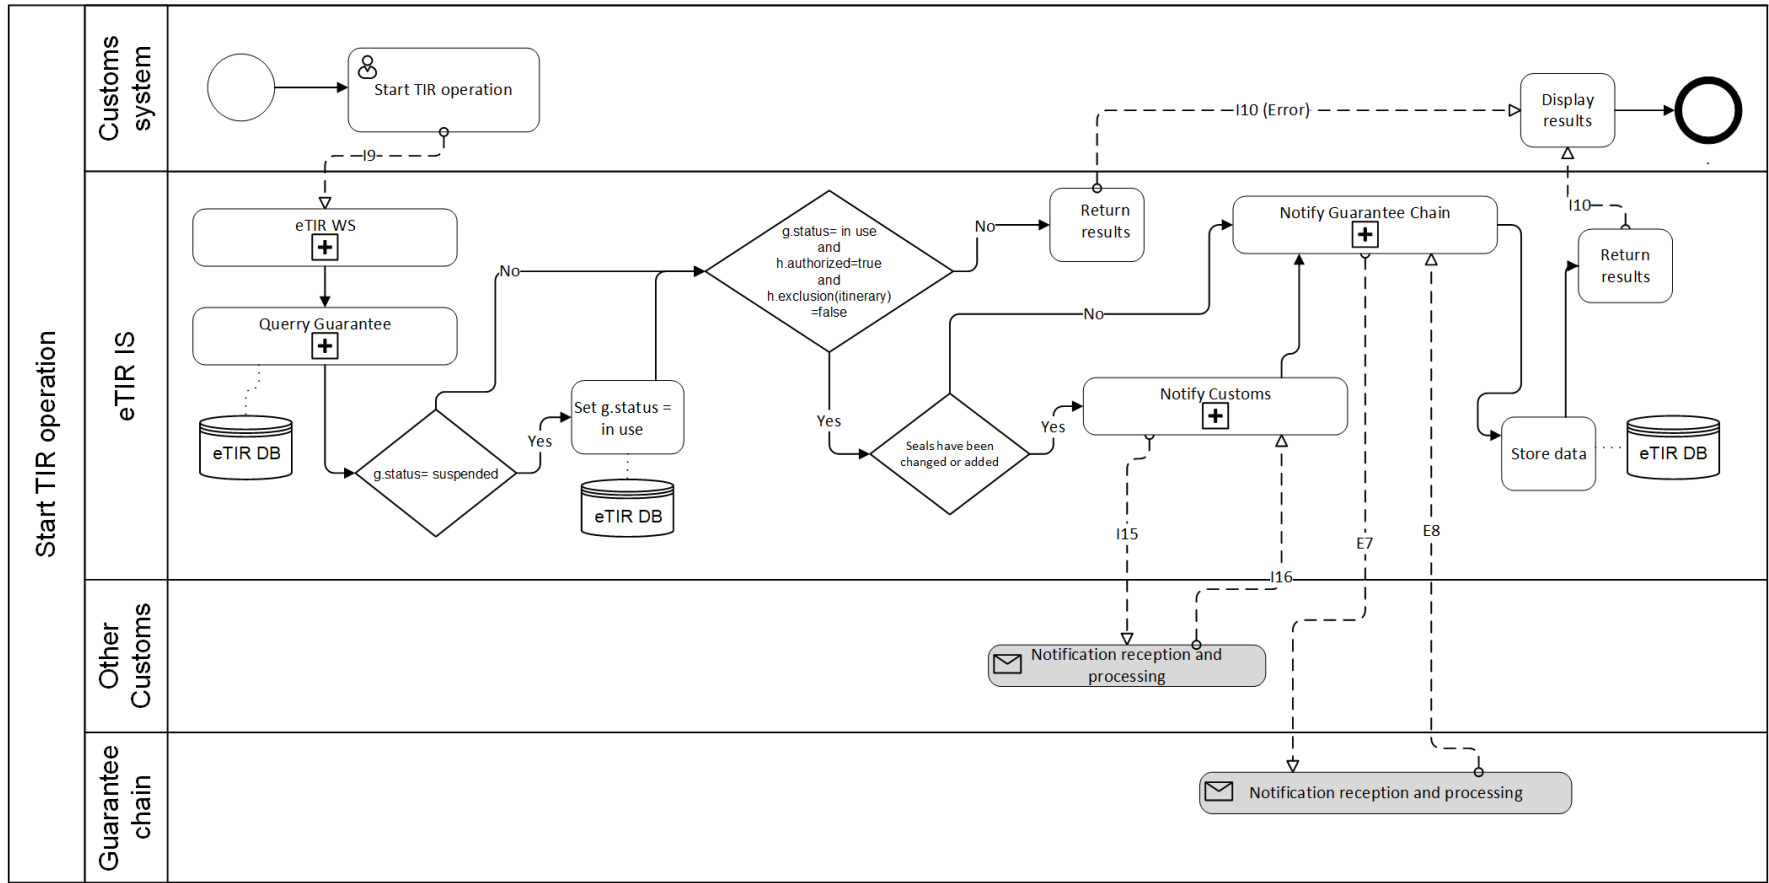 Start TIR operation
Customs
system
Start TIR operation
I9
I10 (Error)
Display
results
eTIR IS
eTIR WS
Querry Guarantee
eTIR DB
g.status= suspended
No
Yes
Set g.status =
in use
eTIR DB
g.status= in use
and
h.authorized=true
and
h.exclusion(itinerary)
=false
No
Return
results
Yes
Seals have been
changed or added
No
Yes
Notify Customs
Notify Guarantee Chain
I10
Return
results
Store data
eTIR DB
I15
I16
E7
E8
Other
Customs
Notification reception and
processing
Guarantee
chain
Notification reception and processing